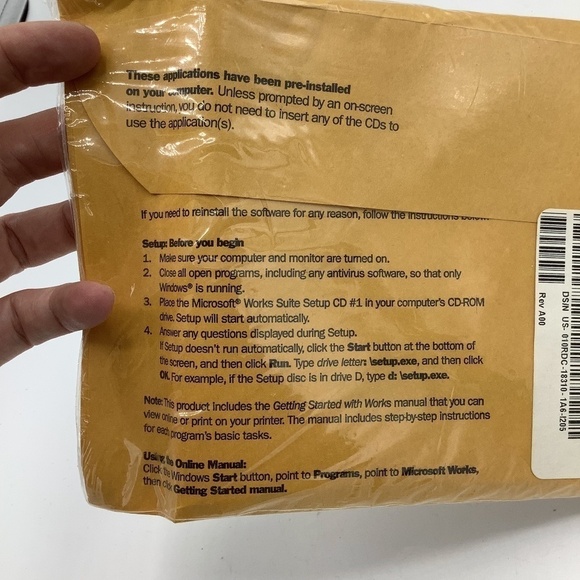 These applications have been pre-installed
on your computer. Unless prompted by an on-screen
instruction, you do not need to insert any of the CDs to
use the application(s).
If you need to reinstall the software for any reason, follow the instructions below.
Setup: Before you begin
1. Make sure your computer and monitor are turned on.
2. Close all open programs, including any antivirus software, so that only
Windows® is running.
3. Place the Microsoft® Works Suite Setup CD #1 in your computer's CD-ROM
drive. Setup will start automatically.
4. Answer any questions displayed during Setup.
If Setup doesn't run automatically, click the Start button at the bottom of
the screen, and then click Run. Type drive letter: \setup.exe, and then click
OK. For example, if the Setup disc is in drive D, type d: \setup.exe.
Note: This product includes the Getting Started with Works manual that you can
view online or print on your printer. The manual includes step-by-step instructions
for each program's basic tasks.
Using the Online Manual:
Click the Windows Start button, point to Programs, point to Microsoft Works,
then click Getting Started manual.
DSIN US- 010RDC-18310-1A6-I205
Rev A00